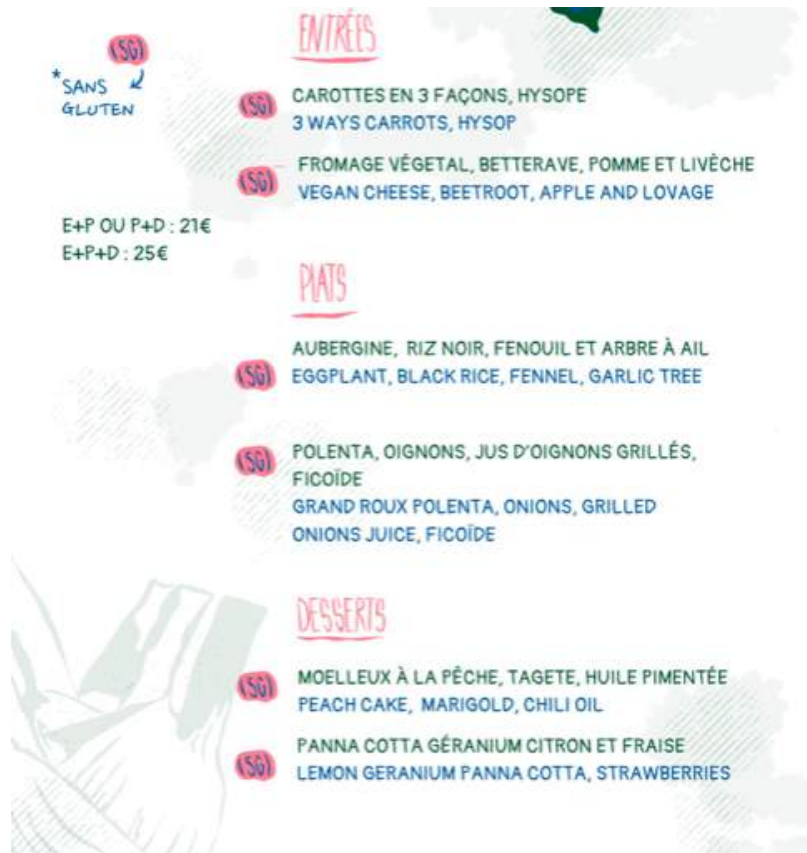 ENTRÉES
(SG)
*SANS
GLUTEN
(SG) CAROTTES EN 3 FAÇONS, HYSOPE
3 WAYS CARROTS, HYSOP
(SG) FROMAGE VÉGETAL, BETTERAVE, POMME ET LIVÈCHE
VEGAN CHEESE, BEETROOT, APPLE AND LOVAGE
E+P OU P+D : 21€
E+P+D : 25€
PLATS
AUBERGINE, RIZ NOIR, FENOUIL ET ARBRE À AIL
(SG) EGGPLANT, BLACK RICE, FENNEL, GARLIC TREE
(SG) POLENTA, OIGNONS, JUS D'OIGNONS GRILLÉS,
FICOÏDE
GRAND ROUX POLENTA, ONIONS, GRILLED
ONIONS JUICE, FICOÏDE
DESSERTS
(SG) MOELLEUX À LA PÊCHE, TAGETE, HUILE PIMENTÉE
PEACH CAKE, MARIGOLD, CHILI OIL
(SG) PANNA COTTA GÉRANIUM CITRON ET FRAISE
LEMON GERANIUM PANNA COTTA, STRAWBERRIES